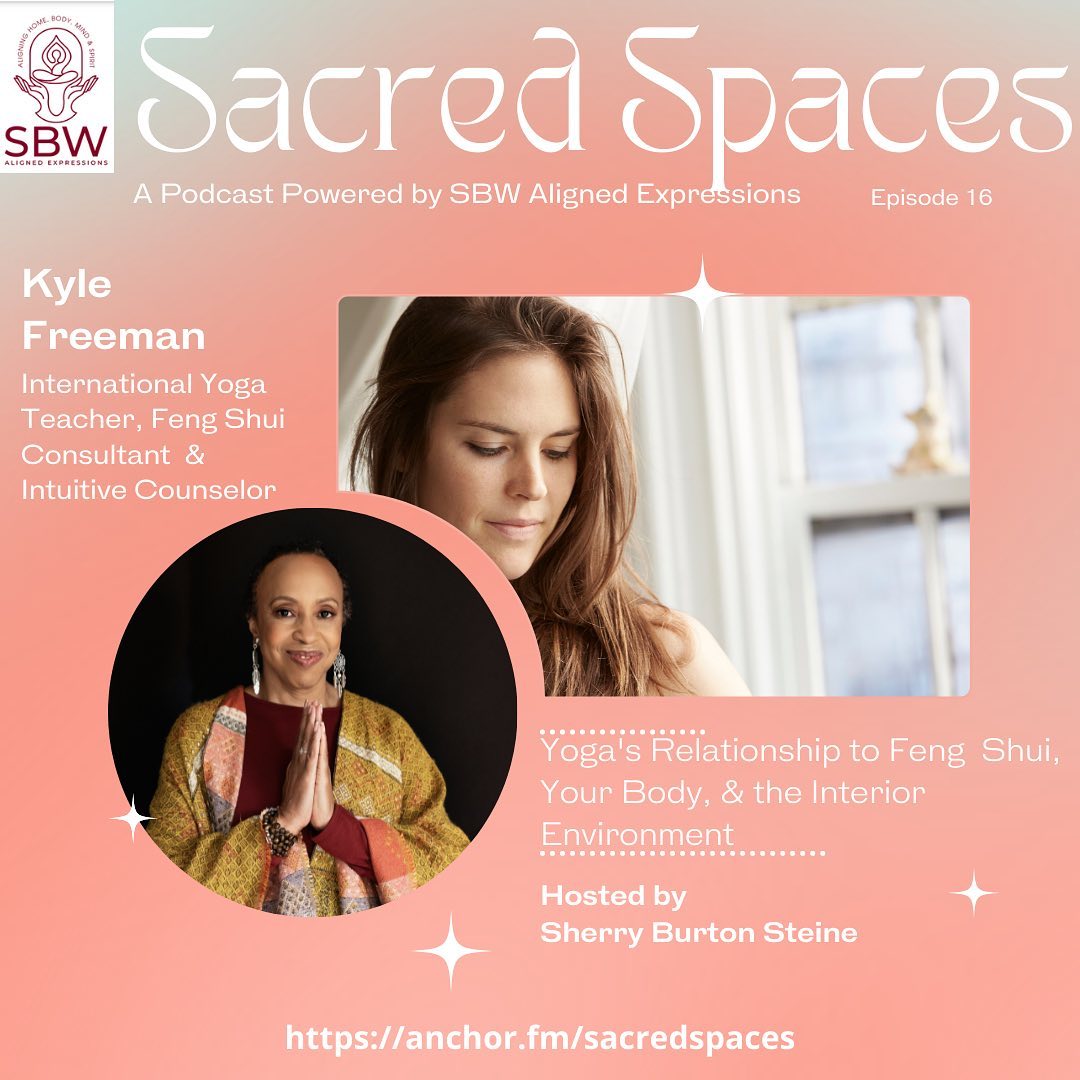 ALIGNING HOME, BODY, MIND & SPIRIT
SBW
ALIGNED EXPRESSIONS
Sacred Spaces
A Podcast Powered by SBW Aligned Expressions
Episode 16
Kyle
Freeman
International Yoga
Teacher, Feng Shui
Consultant &
Intuitive Counselor
Yoga's Relationship to Feng Shui,
Your Body, & the Interior
Environment
Hosted by
Sherry Burton Steine
https://anchor.fm/sacredspaces